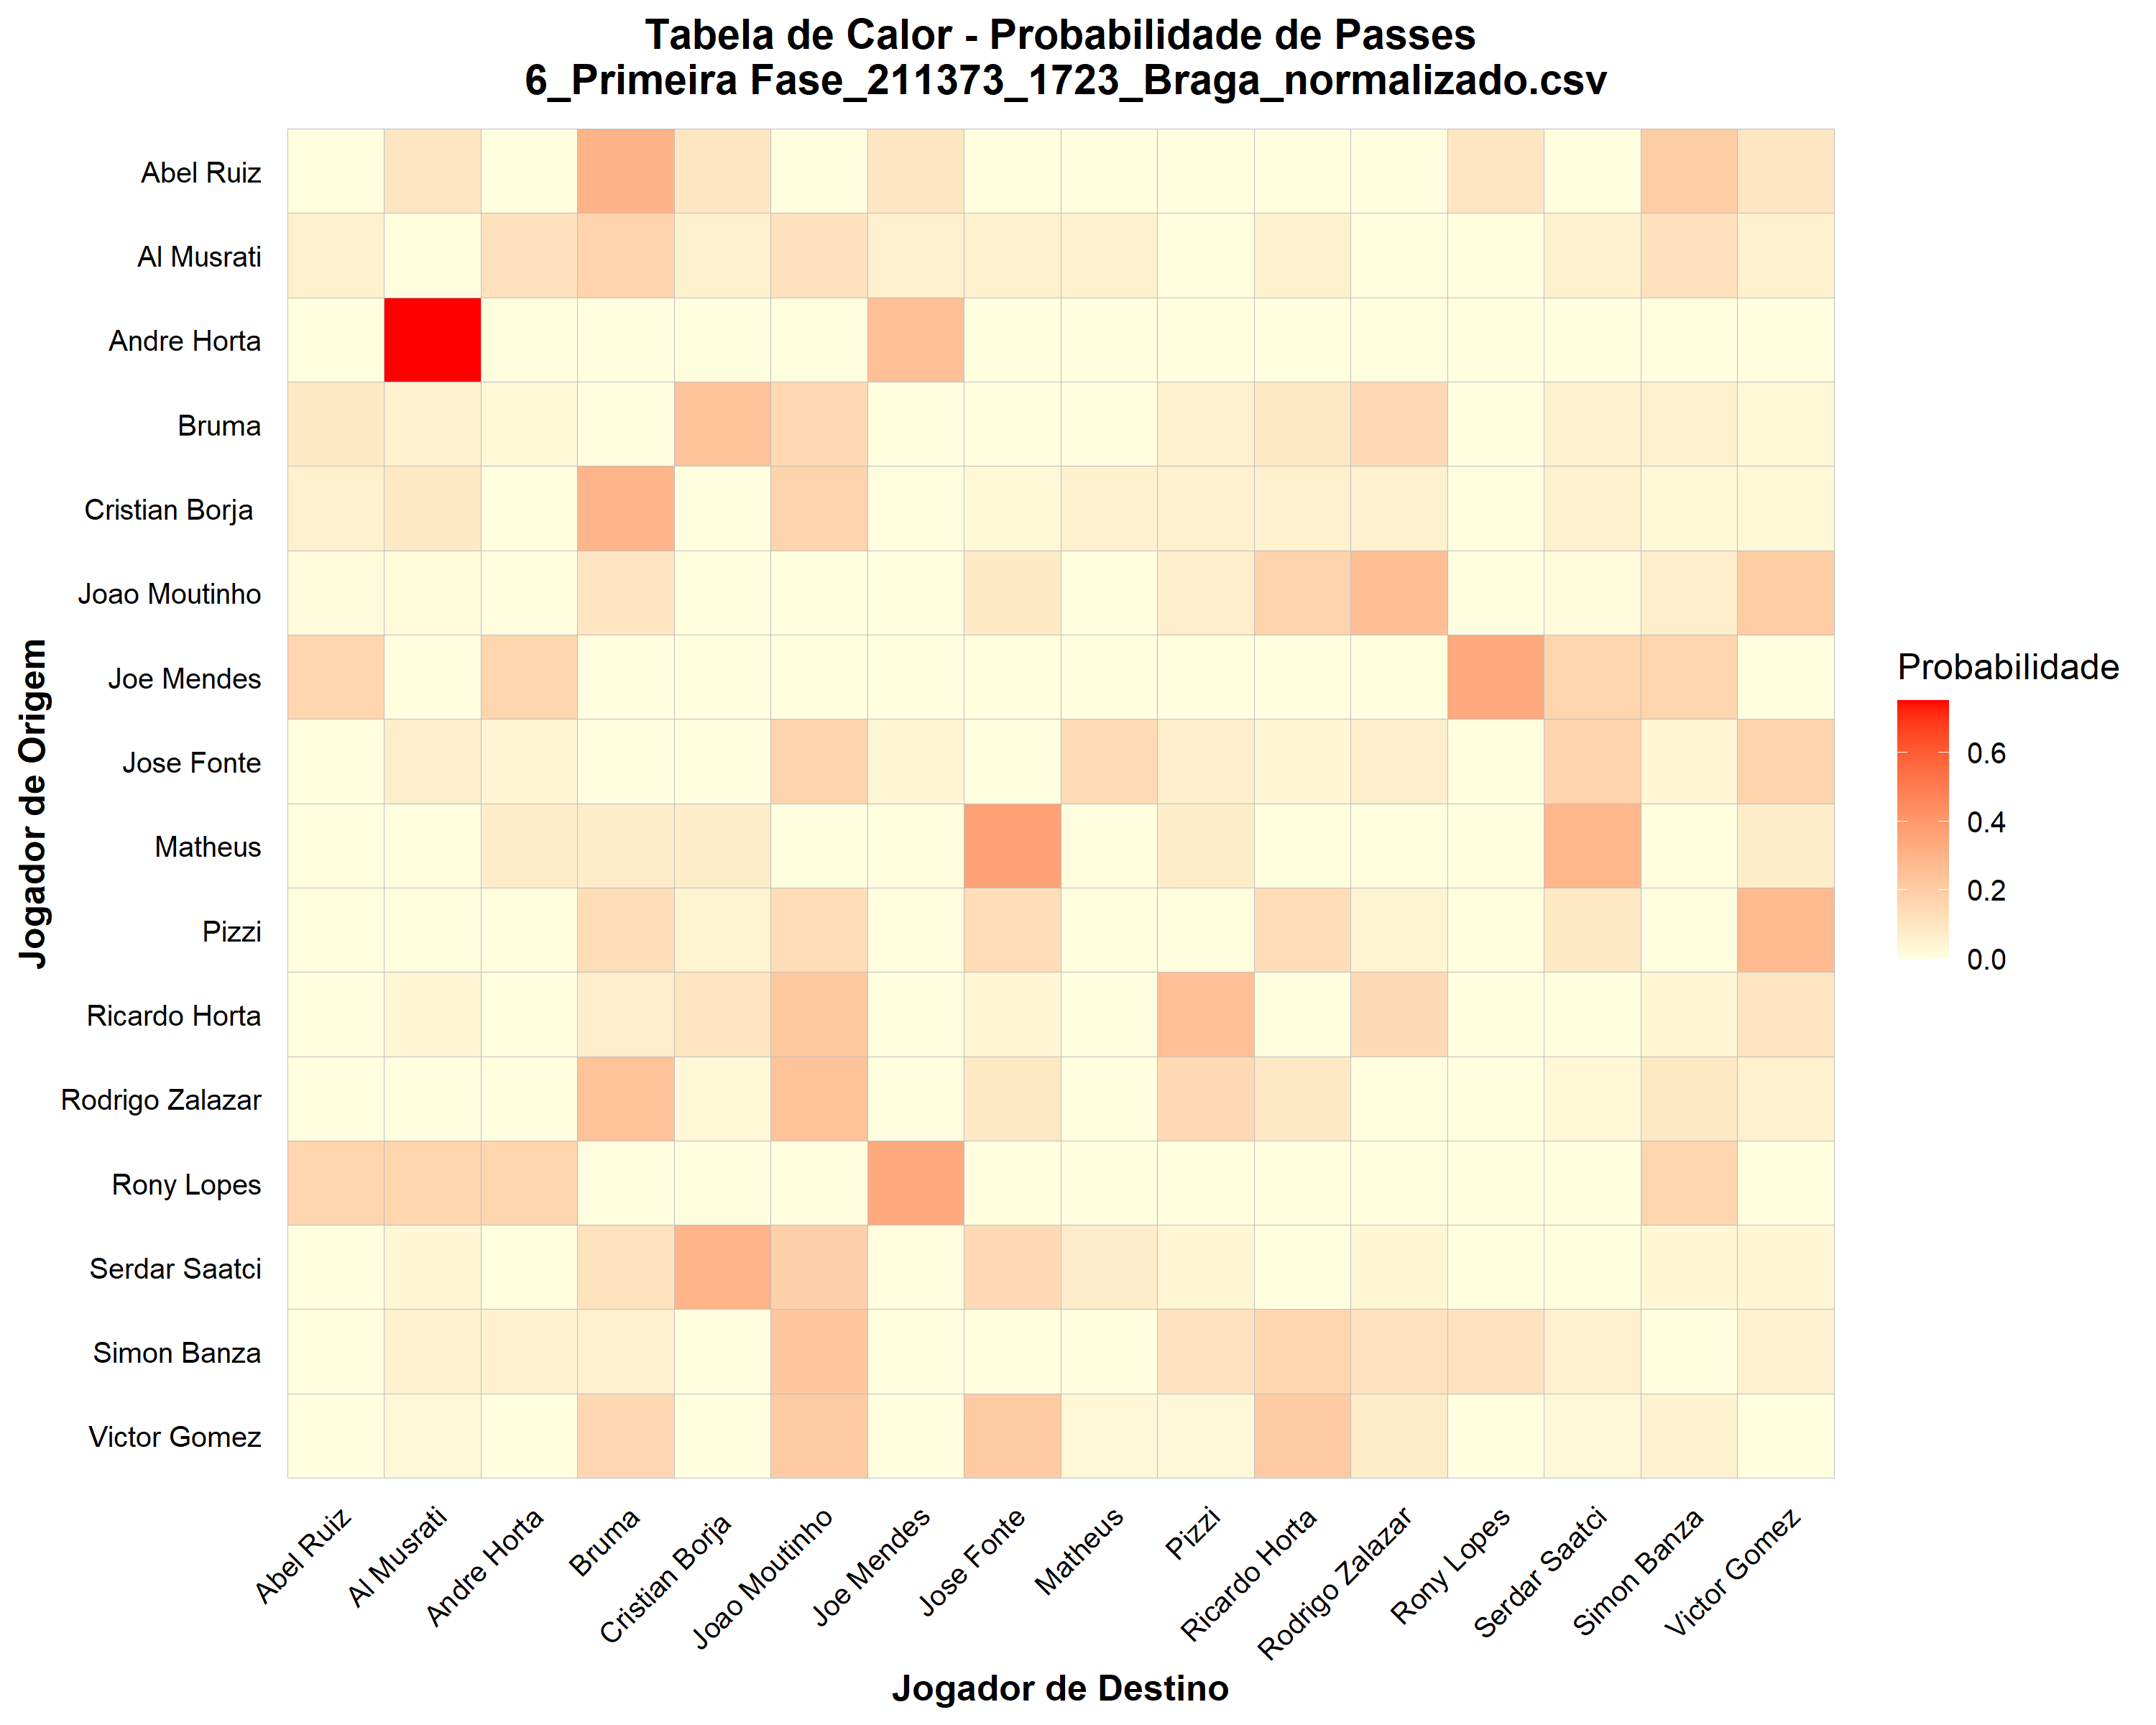 Tabela de Calor - Probabilidade de Passes
6_Primeira Fase_211373_1723_Braga_normalizado.csv
Jogador de Origem
Abel Ruiz
Al Musrati
Andre Horta
Bruma
Cristian Borja
Joao Moutinho
Joe Mendes
Jose Fonte
Matheus
Pizzi
Ricardo Horta
Rodrigo Zalazar
Rony Lopes
Serdar Saatci
Simon Banza
Victor Gomez
Abel Ruiz
Al Musrati
Andre Horta
Bruma
Cristian Borja
Joao Moutinho
Joe Mendes
Jose Fonte
Matheus
Pizzi
Ricardo Horta
Rodrigo Zalazar
Rony Lopes
Serdar Saatci
Simon Banza
Victor Gomez
Jogador de Destino
Probabilidade
0.6
0.4
0.2
0.0